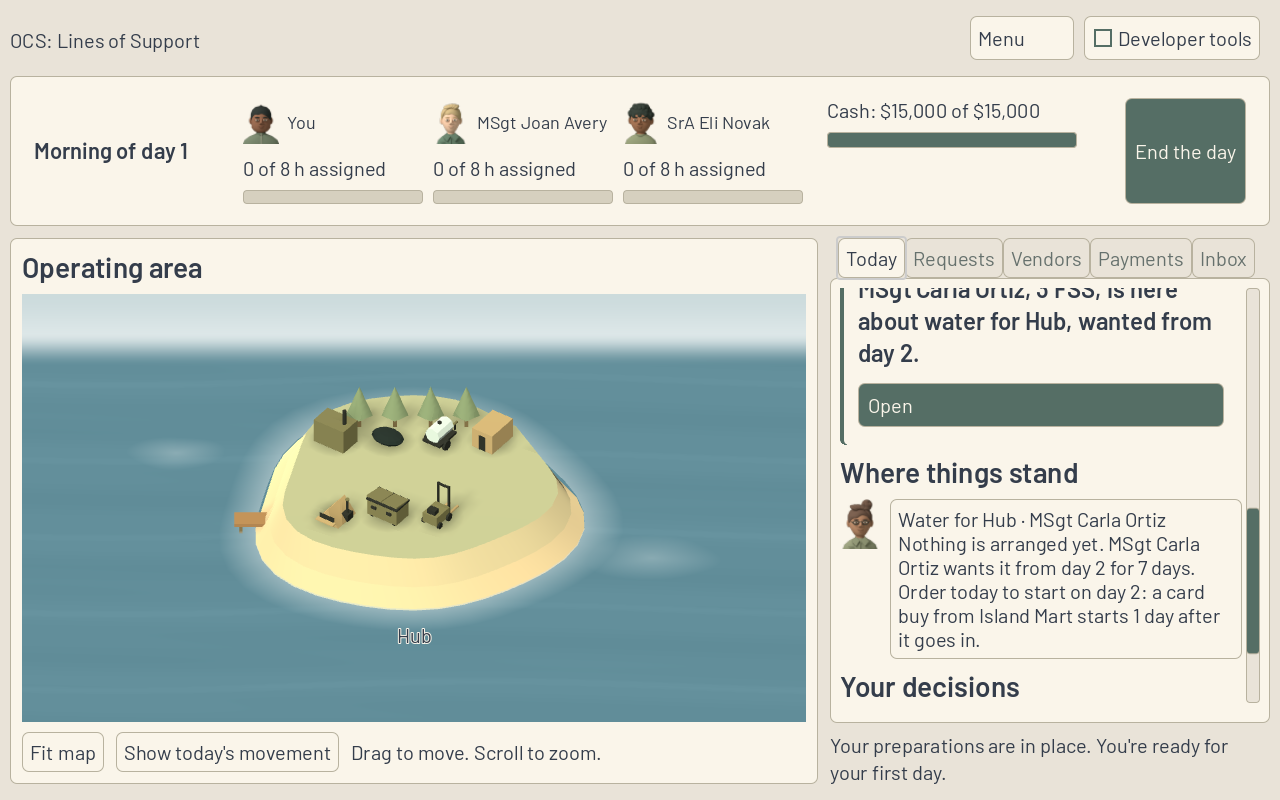 OCS: Lines of Support
Menu
Developer tools
Morning of day 1
You
0 of 8 h assigned
MSgt Joan Avery
0 of 8 h assigned
SrA Eli Novak
0 of 8 h assigned
Cash: $15,000 of $15,000
End the day
Operating area
Hub
Fit map
Show today's movement
Drag to move. Scroll to zoom.
Today
Requests
Vendors
Payments
Inbox
MSgt Carla Ortiz, 3 FSS, is here
about water for Hub, wanted from
day 2.
Open
Where things stand
Water for Hub · MSgt Carla Ortiz
Nothing is arranged yet. MSgt Carla
Ortiz wants it from day 2 for 7 days.
Order today to start on day 2: a card
buy from Island Mart starts 1 day after
it goes in.
Your decisions
Your preparations are in place. You're ready for
your first day.